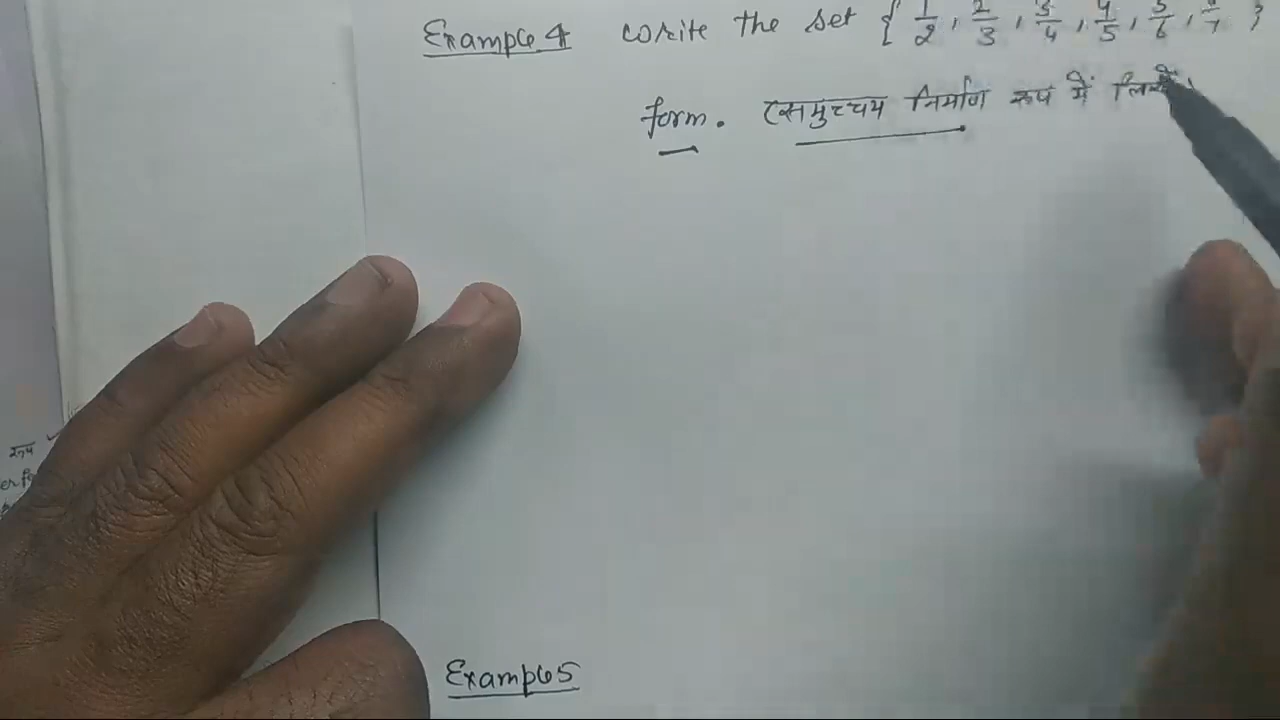 Example 4 write the set { 1/2, 2/3, 3/4, 4/5, 5/6, 6/7 }
form. समुच्चय निर्माण रूप में लिखें।
रूप
Example 5